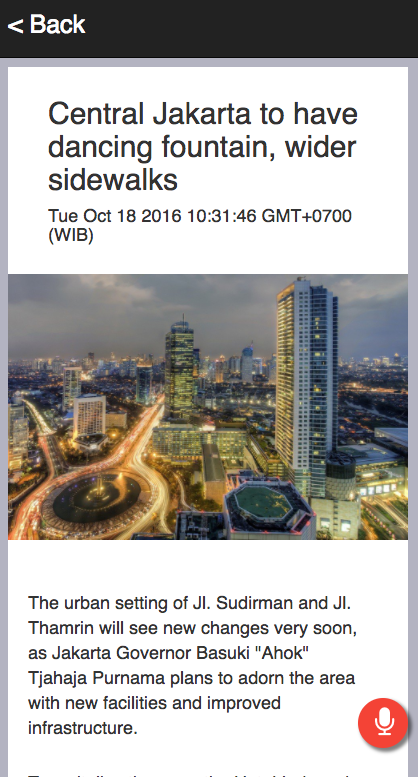 < Back
Central Jakarta to have
dancing fountain, wider
sidewalks
Tue Oct 18 2016 10:31:46 GMT+0700
(WIB)
The urban setting of Jl. Sudirman and Jl.
Thamrin will see new changes very soon,
as Jakarta Governor Basuki "Ahok"
Tjahaja Purnama plans to adorn the area
with new facilities and improved
infrastructure.